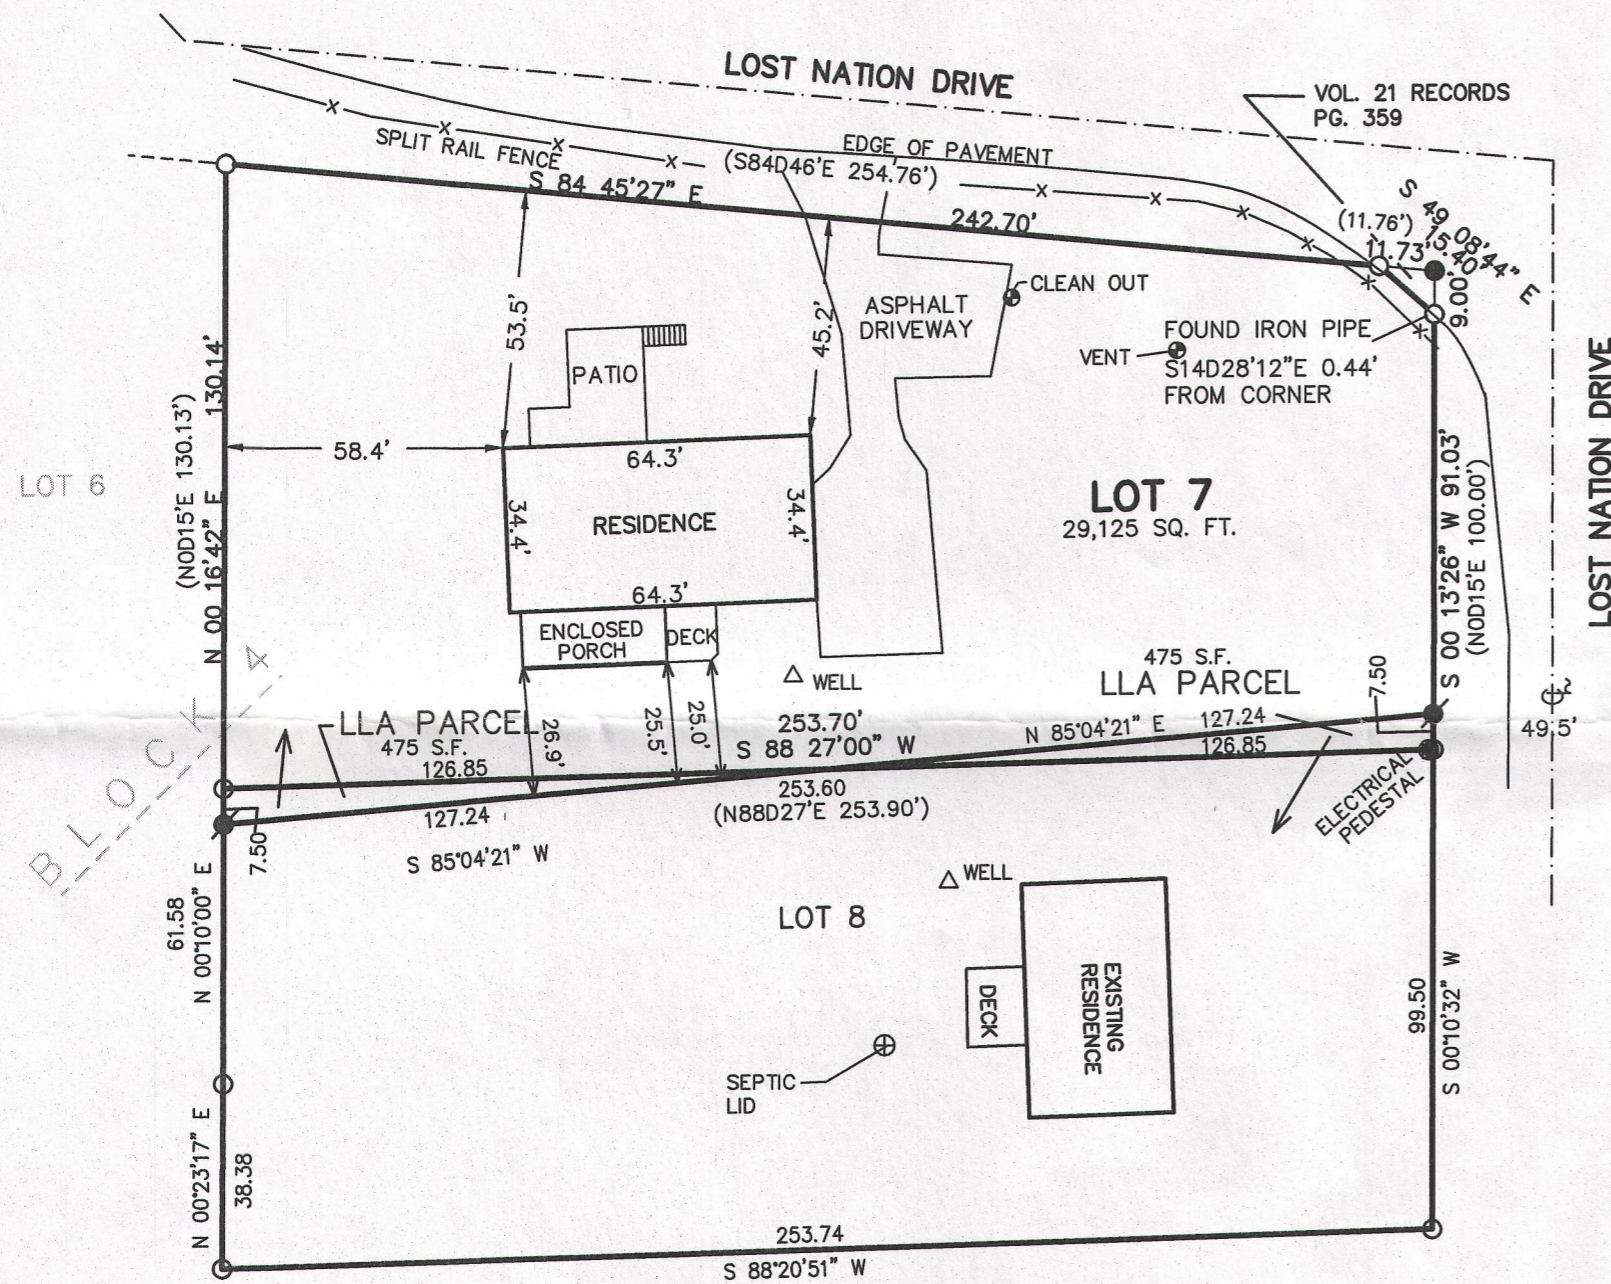 LOST NATION DRIVE
VOL. 21 RECORDS
PG. 359
SPLIT RAIL FENCE
EDGE OF PAVEMENT
(S84D46'E 254.76')
S 84 45'27" E
242.70'
S 49 08'44" E
15.40'
(11.76')
11.73'
9.00'
CLEAN OUT
ASPHALT
DRIVEWAY
FOUND IRON PIPE
VENT
S14D28'12"E 0.44'
FROM CORNER
53.5'
45.2'
PATIO
58.4'
64.3'
34.4'
RESIDENCE
34.4'
64.3'
LOT 6
(N0D15'E 130.13')
N 00 16'42" E 130.14'
LOT 7
29,125 SQ. FT.
S 00 13'26" W 91.03'
(N0D15'E 100.00')
LOST NATION DRIVE
ENCLOSED
PORCH
DECK
WELL
475 S.F.
LLA PARCEL
7.50
BLOCK 4
LLA PARCEL
475 S.F.
126.85
26.9'
25.5'
25.0'
253.70'
S 88 27'00" W
N 85°04'21" E 127.24
126.85
49.5'
253.60
(N88D27'E 253.90')
127.24
S 85°04'21" W
7.50
ELECTRICAL
PEDESTAL
61.58
N 00°10'00" E
WELL
LOT 8
DECK
EXISTING
RESIDENCE
99.50
S 00°10'32" W
SEPTIC
LID
N 00°23'17" E
38.38
253.74
S 88°20'51" W